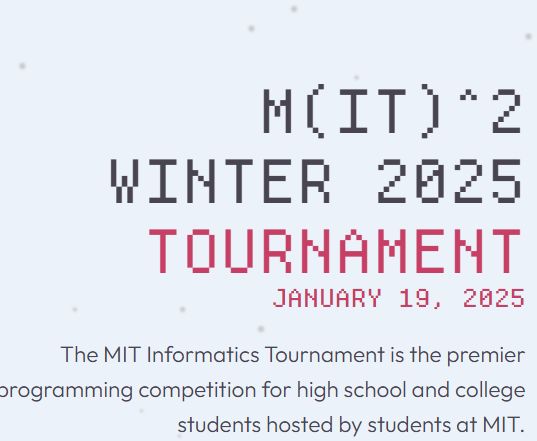 M(IT)^2
WINTER 2025
TOURNAMENT
JANUARY 19, 2025
The MIT Informatics Tournament is the premier
programming competition for high school and college
students hosted by students at MIT.